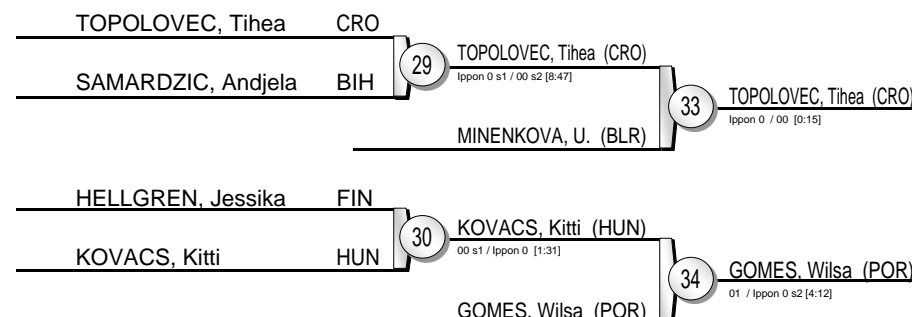 TOPOLOVEC, Tihea CRO
SAMARDZIC, Andjela BIH
29
TOPOLOVEC, Tihea (CRO)
Ippon 0 s1 / 00 s2 [8:47]
MINENKOVA, U. (BLR)
33
TOPOLOVEC, Tihea (CRO)
Ippon 0 / 00 [0:15]
HELLGREN, Jessika FIN
KOVACS, Kitti HUN
30
KOVACS, Kitti (HUN)
00 s1 / Ippon 0 [1:31]
GOMES, Wilsa (POR)
34
GOMES, Wilsa (POR)
01 / Ippon 0 s2 [4:12]